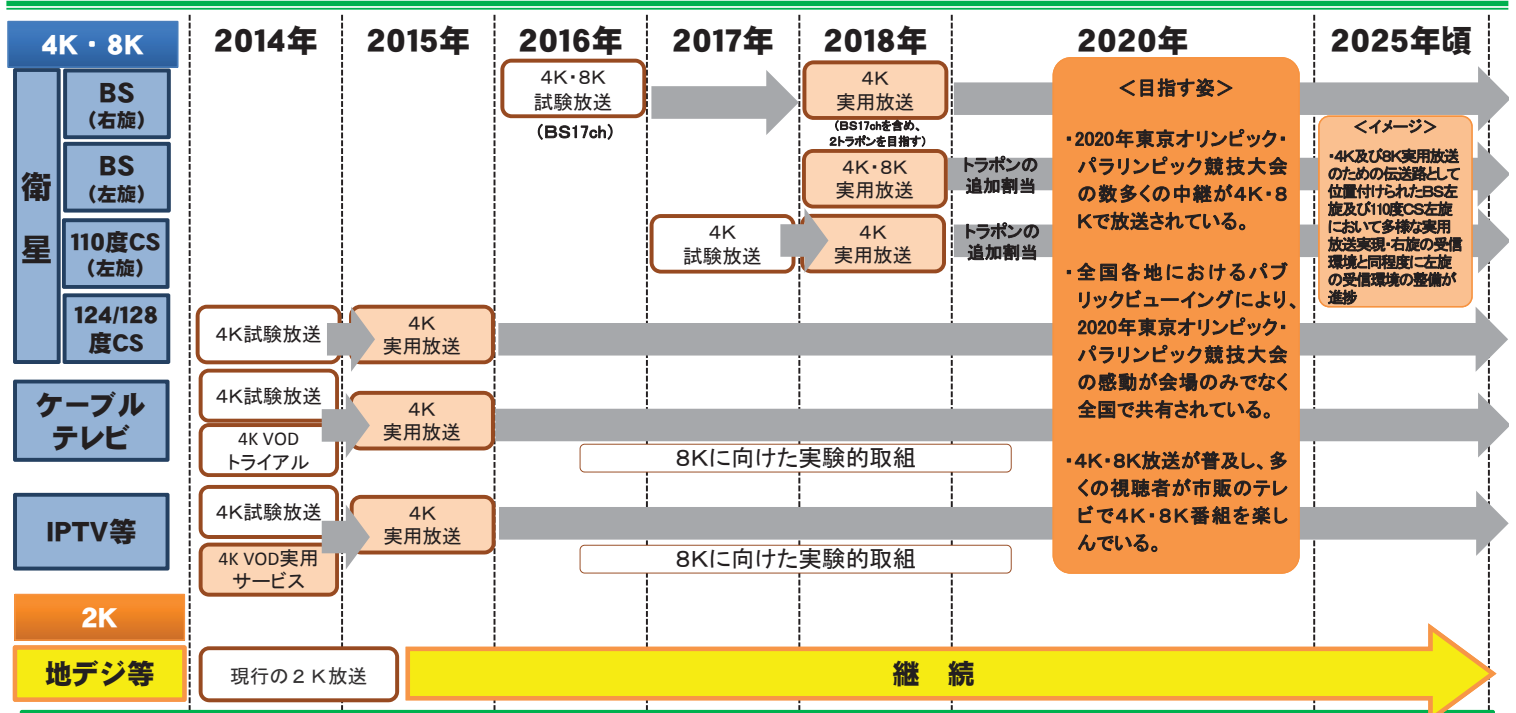 4K・8K
2014年
2015年
2016年
2017年
2018年
2020年
2025年頃
衛星
BS
（右旋）
4K・8K
試験放送
（BS17ch）
4K
実用放送
（BS17chを含め、
2トラポンを目指す）
BS
（左旋）
4K・8K
実用放送
トラポンの
追加割当
110度CS
（左旋）
4K
試験放送
4K
実用放送
トラポンの
追加割当
124/128
度CS
4K試験放送
4K
実用放送
ケーブル
テレビ
4K試験放送
4K VOD
トライアル
4K
実用放送
8Kに向けた実験的取組
IPTV等
4K試験放送
4K VOD実用
サービス
4K
実用放送
8Kに向けた実験的取組
＜目指す姿＞
・2020年東京オリンピック・
パラリンピック競技大会
の数多くの中継が4K・8
Kで放送されている。
・全国各地におけるパブ
リックビューイングにより、
2020年東京オリンピック・
パラリンピック競技大会
の感動が会場のみでなく
全国で共有されている。
・4K・8K放送が普及し、多
くの視聴者が市販のテレ
ビで4K・8K番組を楽し
んでいる。
＜イメージ＞
・4K及び8K実用放送
のための伝送路として
位置付けられたBS左
旋及び110度CS左旋
において多様な実用
放送実現・右旋の受信
環境と同程度に左旋
の受信環境の整備が
進捗
2K
地デジ等
現行の２Ｋ放送
継 続